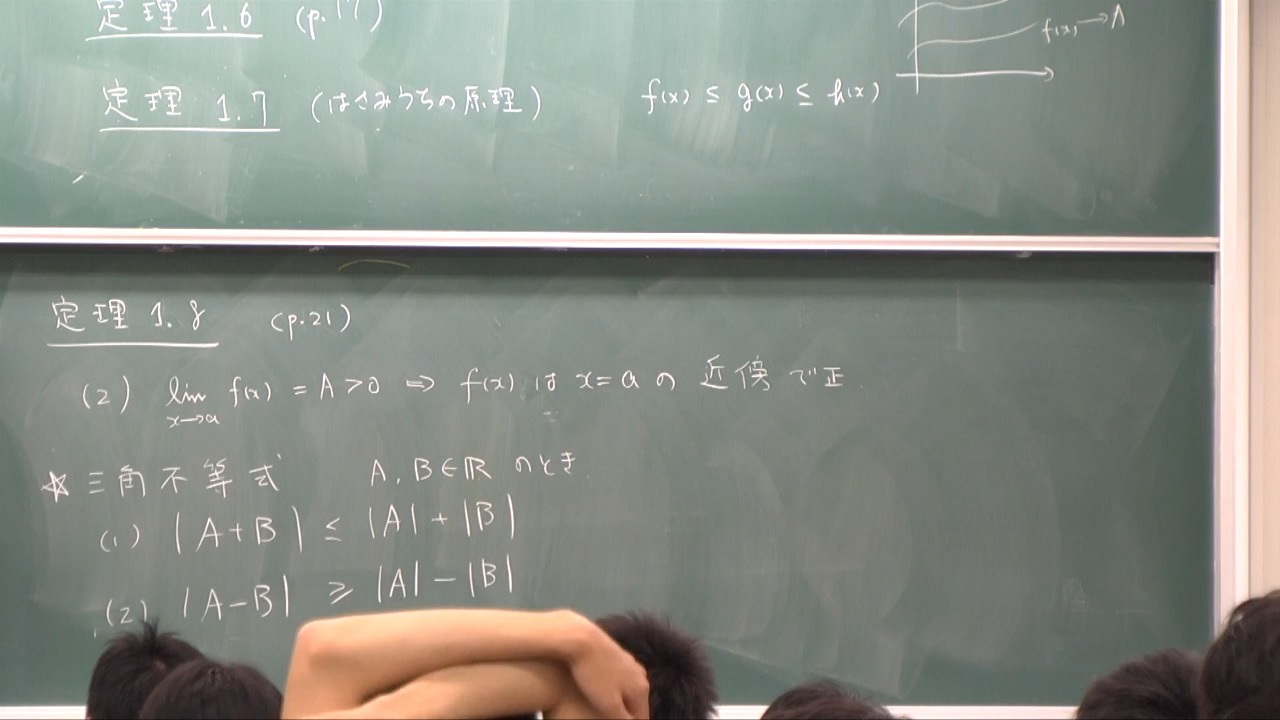 定理 1.6 (p.17)
f(x)→A
定理 1.7 (はさみうちの原理) f(x) ≤ g(x) ≤ h(x)
定理 1.8 (p.21)
(2) lim f(x) = A>0 ⇒ f(x) は x=a の 近傍で正
x→a
☆ 三角不等式 A, B∈ℝ のとき
(1) |A+B| ≤ |A|+|B|
(2) |A-B| ≥ |A|-|B|